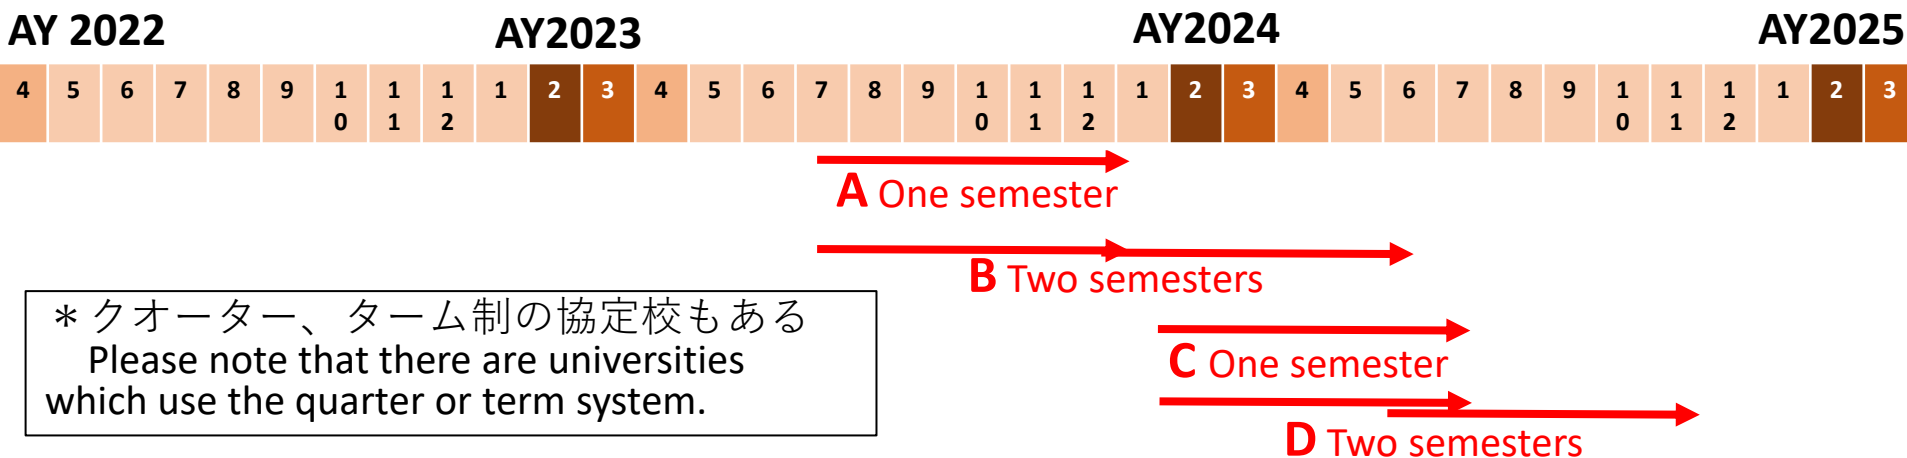 AY 2022 AY2023 AY2024 AY2025
4 5 6 7 8 9 10 11 12 1 2 3 4 5 6 7 8 9 10 11 12 1 2 3 4 5 6 7 8 9 10 11 12 1 2 3
A One semester
B Two semesters
＊クオーター、ターム制の協定校もある
Please note that there are universities
which use the quarter or term system.
C One semester
D Two semesters